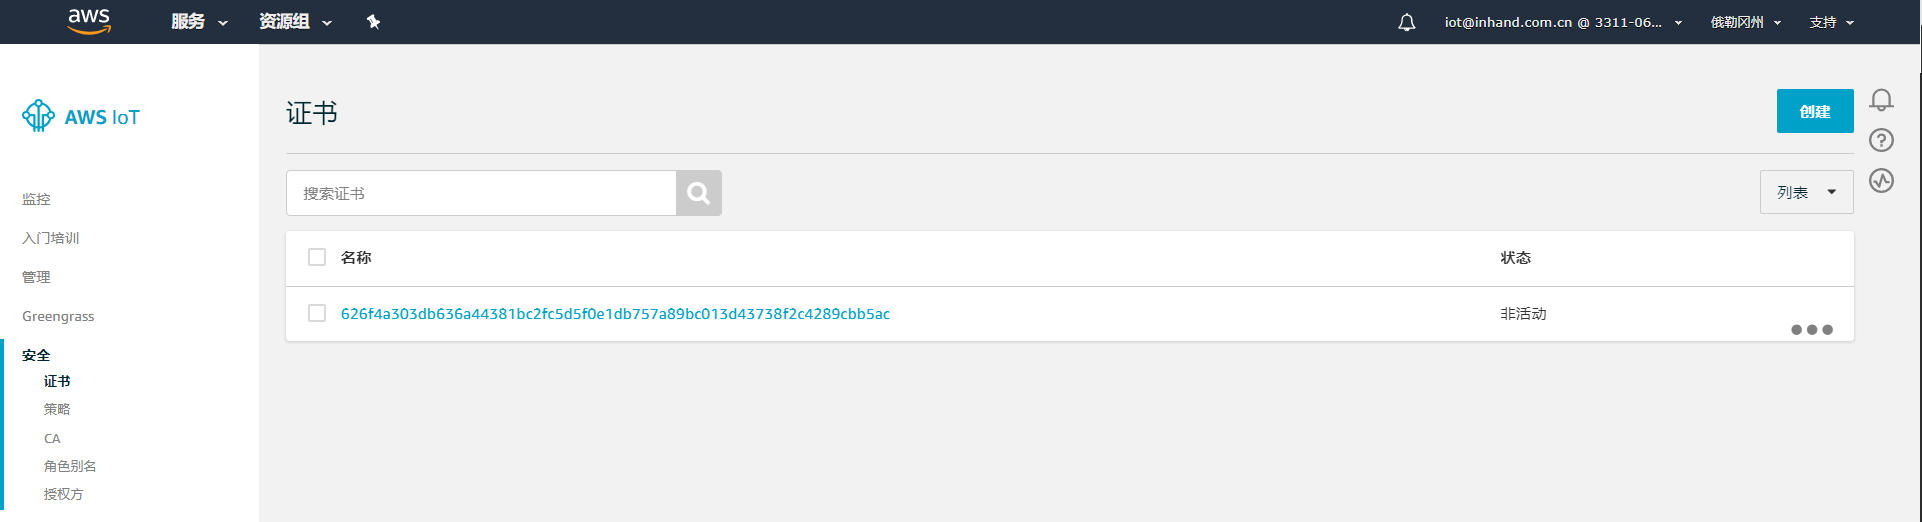 aws 服务 资源组 iot@inhand.com.cn @ 3311-06... 俄勒冈州 支持
AWS IoT
监控
入门培训
管理
Greengrass
安全
证书
策略
CA
角色别名
授权方
证书
创建
搜索证书
列表
名称 状态
626f4a303db636a44381bc2fc5d5f0e1db757a89bc013d43738f2c4289cbb5ac 非活动